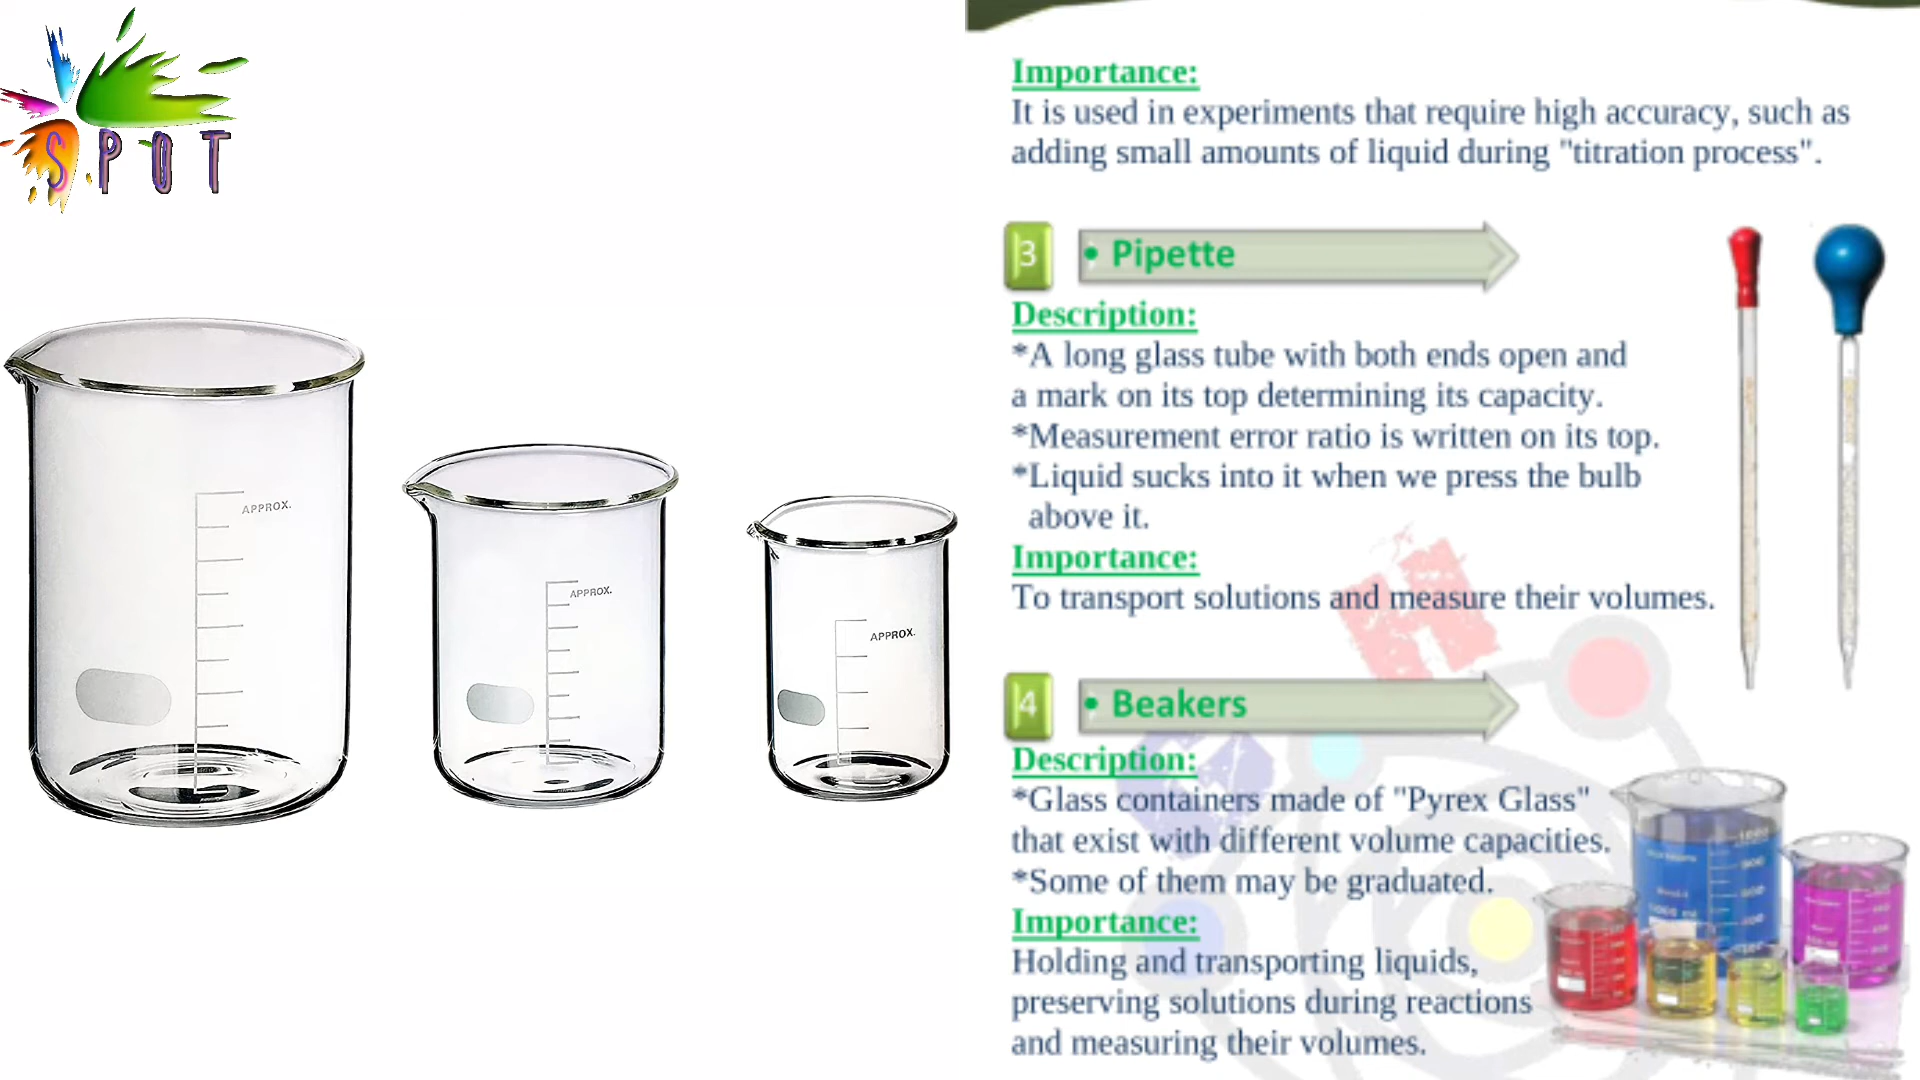 SPOT
APPROX.
APPROX.
APPROX.
Importance:
It is used in experiments that require high accuracy, such as
adding small amounts of liquid during "titration process".
3
• Pipette
Description:
*A long glass tube with both ends open and
a mark on its top determining its capacity.
*Measurement error ratio is written on its top.
*Liquid sucks into it when we press the bulb
above it.
Importance:
To transport solutions and measure their volumes.
4
• Beakers
Description:
*Glass containers made of "Pyrex Glass"
that exist with different volume capacities.
*Some of them may be graduated.
Importance:
Holding and transporting liquids,
preserving solutions during reactions
and measuring their volumes.